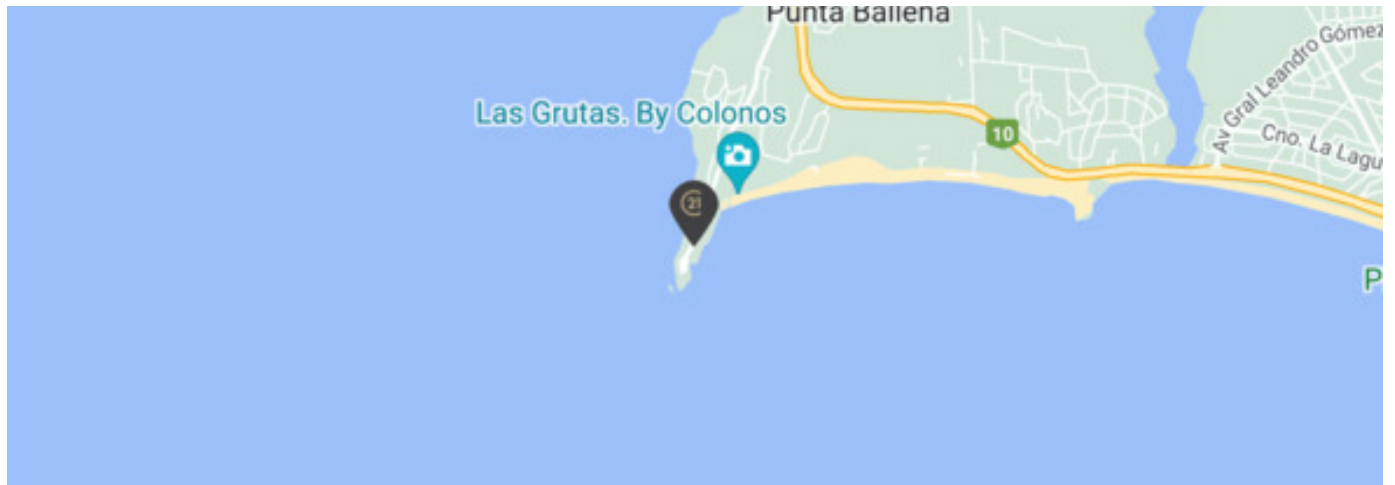 Punta Ballena
Las Grutas. By Colonos
10
Av Gral Leandro Gómez
Cno. La Lagu
21
P